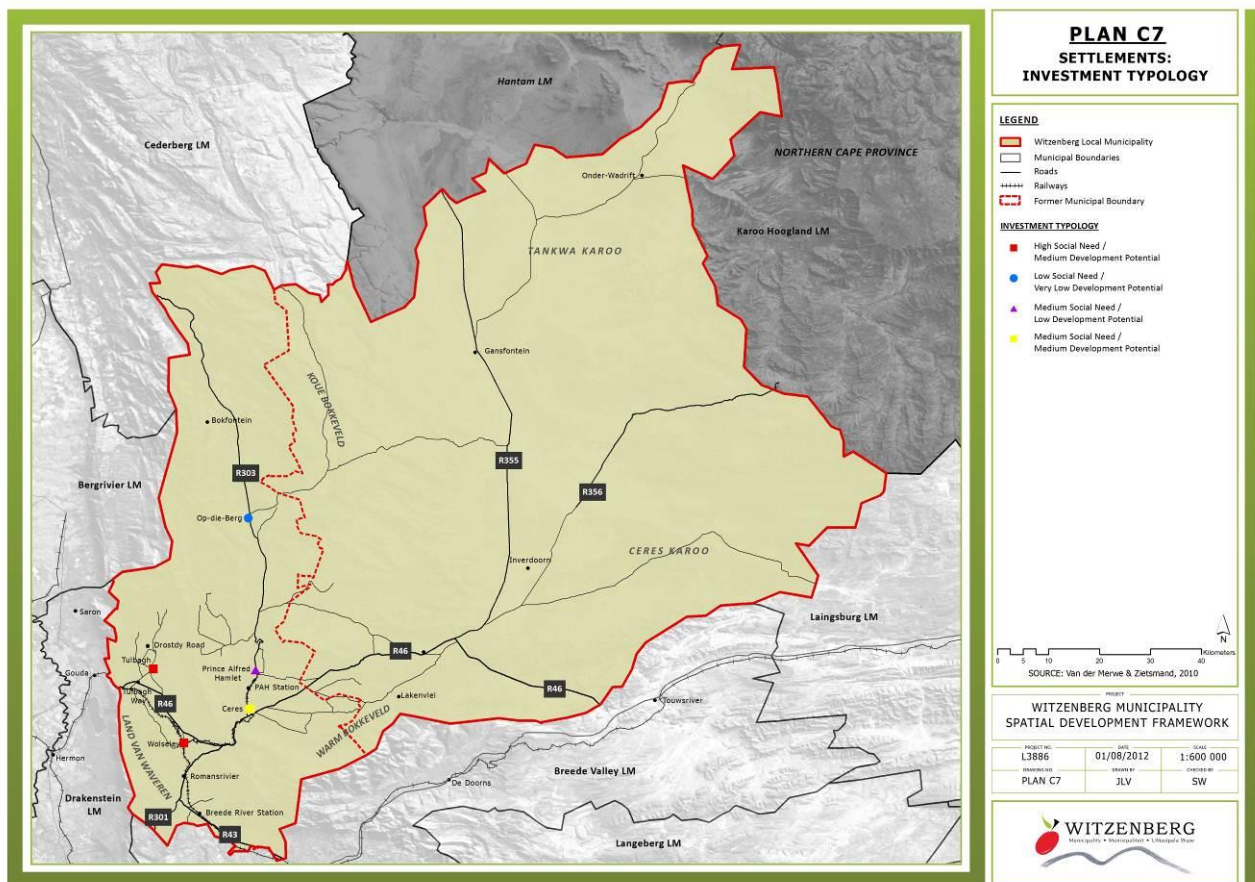 PLAN C7
SETTLEMENTS:
INVESTMENT TYPOLOGY
LEGEND
Witzenberg Local Municipality
Municipal Boundaries
Roads
Railways
Former Municipal Boundary
INVESTMENT TYPOLOGY
High Social Need /
Medium Development Potential
Low Social Need /
Very Low Development Potential
Medium Social Need /
Low Development Potential
Medium Social Need /
Medium Development Potential
N
0 5 10 20 30 40
Kilometers
SOURCE: Van der Merwe & Zietsmand, 2010
PROJECT
WITZENBERG MUNICIPALITY
SPATIAL DEVELOPMENT FRAMEWORK
PROJECT NO.
L3886
DATE
01/08/2012
SCALE
1:600 000
DRAWING NO
PLAN C7
DRAWN BY
JLV
CHECKED BY
SW
WITZENBERG
Hantam LM
Cederberg LM
NORTHERN CAPE PROVINCE
Onder-Wadrift
Karoo Hoogland LM
TANKWA KAROO
Gansfontein
KOUE BOKKEVELD
Bokfontein
R303
R355
Bergrivier LM
R356
Op-die-Berg
CERES KAROO
Inverdoorn
Saron
Laingsburg LM
Drostdy Road
R46
Tulbagh
Prince Alfred
Hamlet
Gouda
PAH Station
R46
Lakenvlei
Touwsriver
Tulbagh
R46
Ceres
WARM BOKKEVELD
LAND VAN WAVEREN
Wolseley
Hermon
Romansrivier
Breede Valley LM
De Doorns
Drakenstein
LM
Breede River Station
R301
R43
Langeberg LM